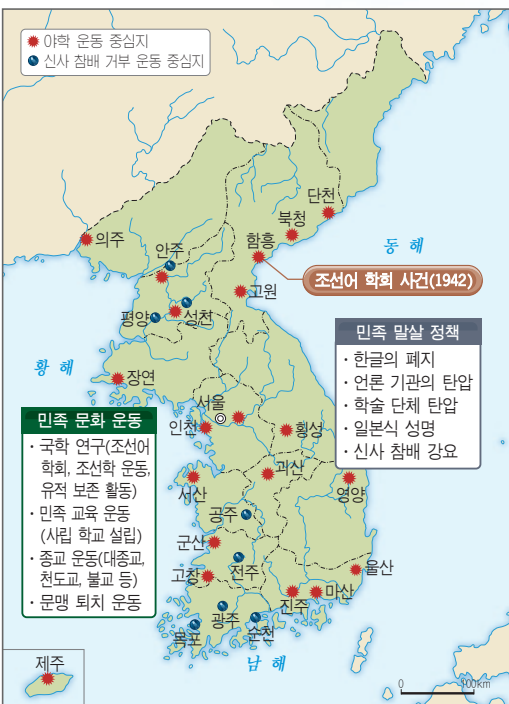 야학 운동 중심지
신사 참배 거부 운동 중심지
단천
북청
의주
함흥
안주
동해
조선어 학회 사건(1942)
고원
평양
성천
민족 말살 정책
· 한글의 폐지
· 언론 기관의 탄압
· 학술 단체 탄압
· 일본식 성명
· 신사 참배 강요
황해
장연
서울
인천
횡성
민족 문화 운동
· 국학 연구(조선어
학회, 조선학 운동,
유적 보존 활동)
· 민족 교육 운동
(사립 학교 설립)
· 종교 운동(대종교,
천도교, 불교 등)
· 문맹 퇴치 운동
괴산
서산
영양
공주
군산
전주
고창
울산
마산
진주
광주
순천
목포
남해
제주
0 100km